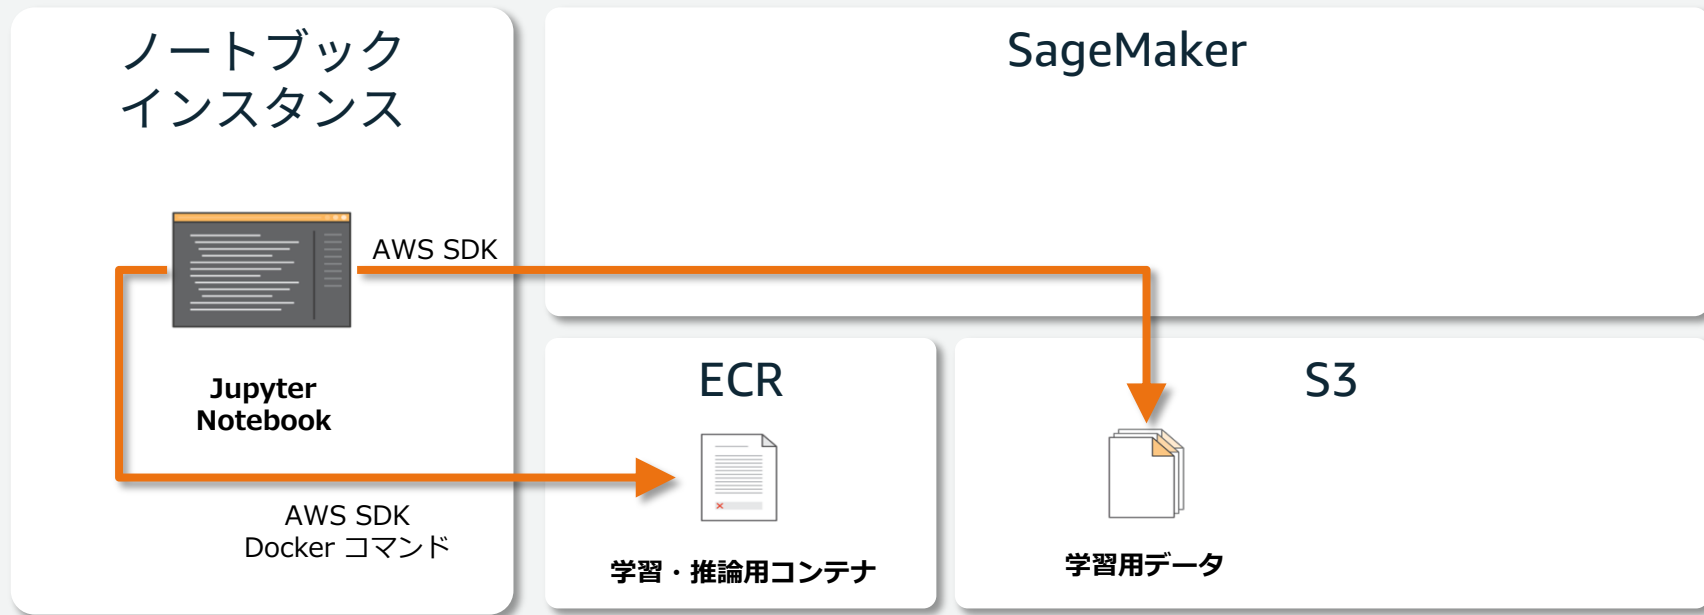 ノートブック
インスタンス
AWS SDK
Jupyter
Notebook
AWS SDK
Docker コマンド
SageMaker
ECR
学習・推論用コンテナ
S3
学習用データ